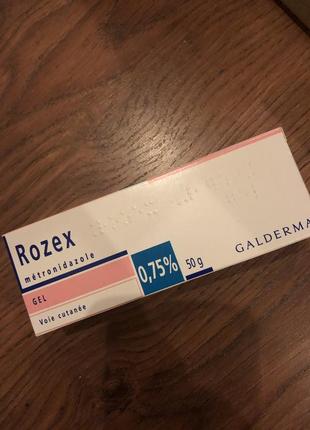 Rozex
métronidazole
GEL
Voie cutanée
0,75%
50 g
GALDERMA